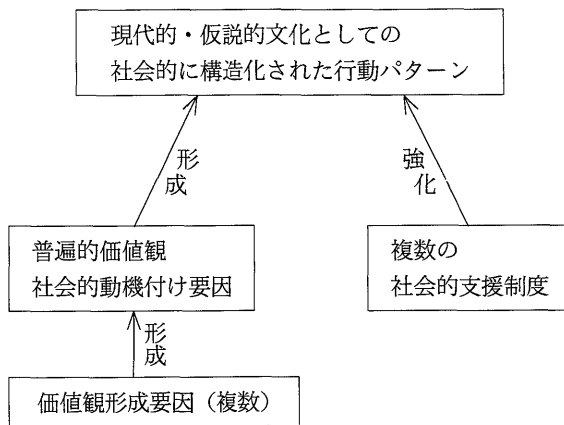 現代的・仮説的文化としての
社会的に構造化された行動パターン
形成
強化
普遍的価値観
社会的動機付け要因
複数の
社会的支援制度
形成
価値観形成要因（複数）